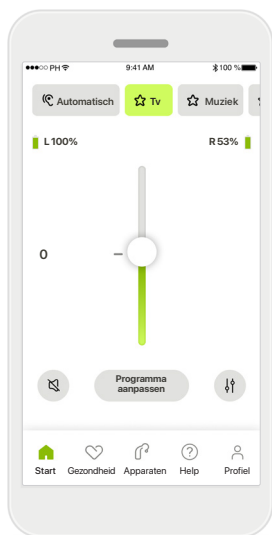 PH 9:41 AM 100 %
Automatisch Tv Muziek
L 100% R 53%
0
Programma
aanpassen
Start Gezondheid Apparaten Help Profiel